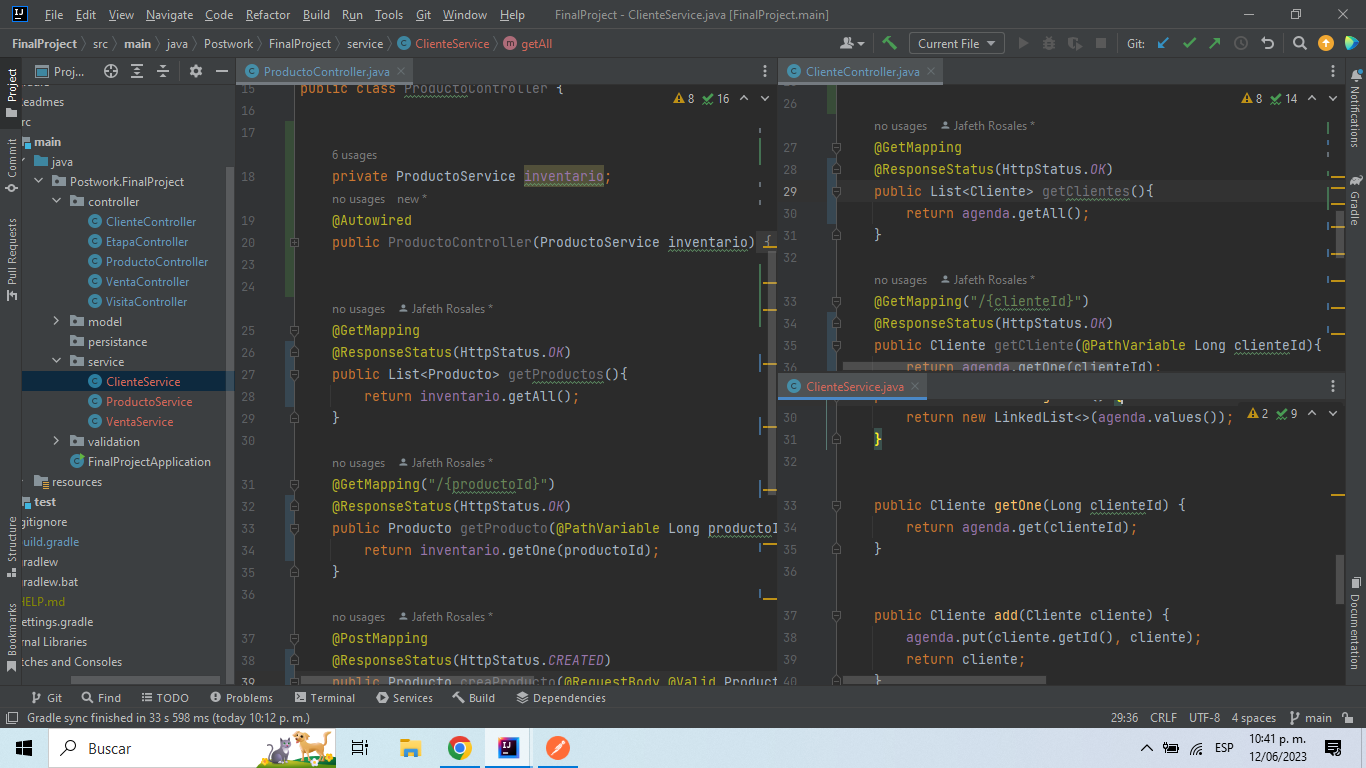 File Edit View Navigate Code Refactor Build Run Tools Git Window Help FinalProject - ClienteService.java [FinalProject.main]
FinalProject src main java Postwork FinalProject service ClienteService getAll Current File Git:
Project
Commit
Pull Requests
Structure
Bookmarks
Proj...
eadmes
rc
main
java
Postwork.FinalProject
controller
ClienteController
EtapaController
ProductoController
VentaController
VisitaController
model
persistance
service
ClienteService
ProductoService
VentaService
validation
FinalProjectApplication
resources
test
gitignore
uild.gradle
radlew
radlew.bat
HELP.md
ettings.gradle
rnal Libraries
tches and Consoles
ProductoController.java
8 16
15 public class ProductoController {
16
17
6 usages
18 private ProductoService inventario;
no usages new *
19 @Autowired
20 public ProductoController(ProductoService inventario) {
23
24
no usages Jafeth Rosales *
25 @GetMapping
26 @ResponseStatus(HttpStatus.OK)
27 public List<Producto> getProductos(){
28 return inventario.getAll();
29 }
30
no usages Jafeth Rosales *
31 @GetMapping("/{productoId}")
32 @ResponseStatus(HttpStatus.OK)
33 public Producto getProducto(@PathVariable Long productoI
34 return inventario.getOne(productoId);
35 }
36
no usages Jafeth Rosales *
37 @PostMapping
38 @ResponseStatus(HttpStatus.CREATED)
39 public Producto creaProducto(@RequestBody @Valid Product
ClienteController.java
8 14
26
no usages Jafeth Rosales *
27 @GetMapping
28 @ResponseStatus(HttpStatus.OK)
29 public List<Cliente> getClientes(){
30 return agenda.getAll();
31 }
32
no usages Jafeth Rosales *
33 @GetMapping("/{clienteId}")
34 @ResponseStatus(HttpStatus.OK)
35 public Cliente getCliente(@PathVariable Long clienteId){
36 return agenda.getOne(clienteId);
ClienteService.java
2 9
30 return new LinkedList<>(agenda.values());
31 }
32
33 public Cliente getOne(Long clienteId) {
34 return agenda.get(clienteId);
35 }
36
37 public Cliente add(Cliente cliente) {
38 agenda.put(cliente.getId(), cliente);
39 return cliente;
40 }
Notifications
Gradle
Documentation
Git Find TODO Problems Terminal Services Build Dependencies
Gradle sync finished in 33 s 598 ms (today 10:12 p. m.) 29:36 CRLF UTF-8 4 spaces main
Buscar
ESP
10:41 p. m.
12/06/2023